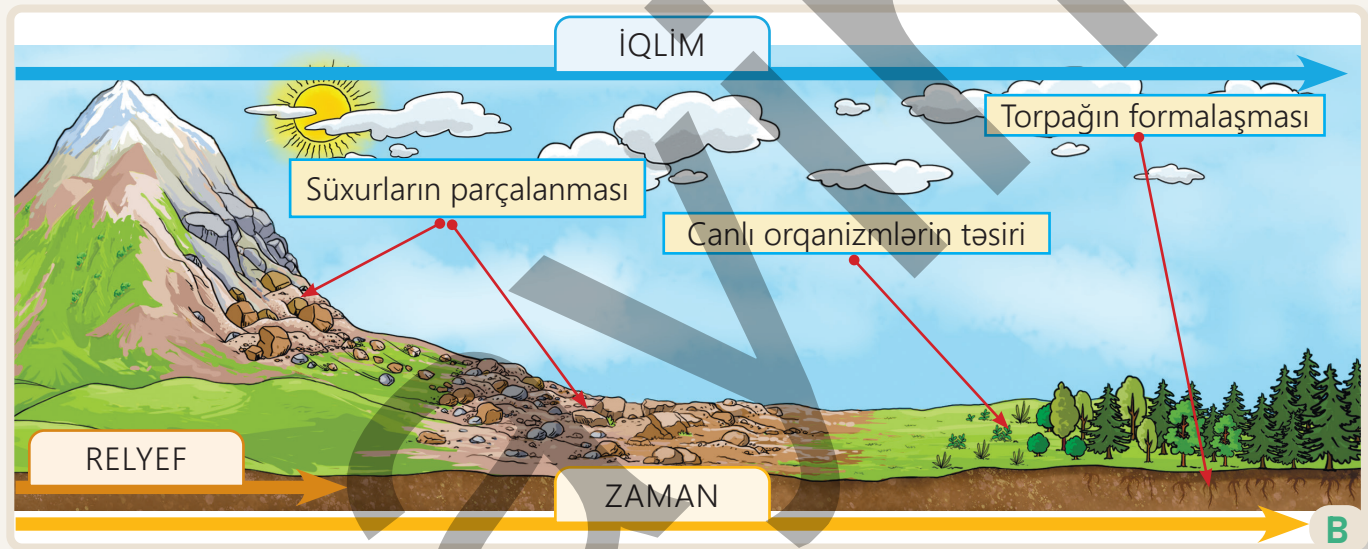 İQLİM
Torpağın formalaşması
Süxurların parçalanması
Canlı orqanizmlərin təsiri
RELYEF
ZAMAN
B